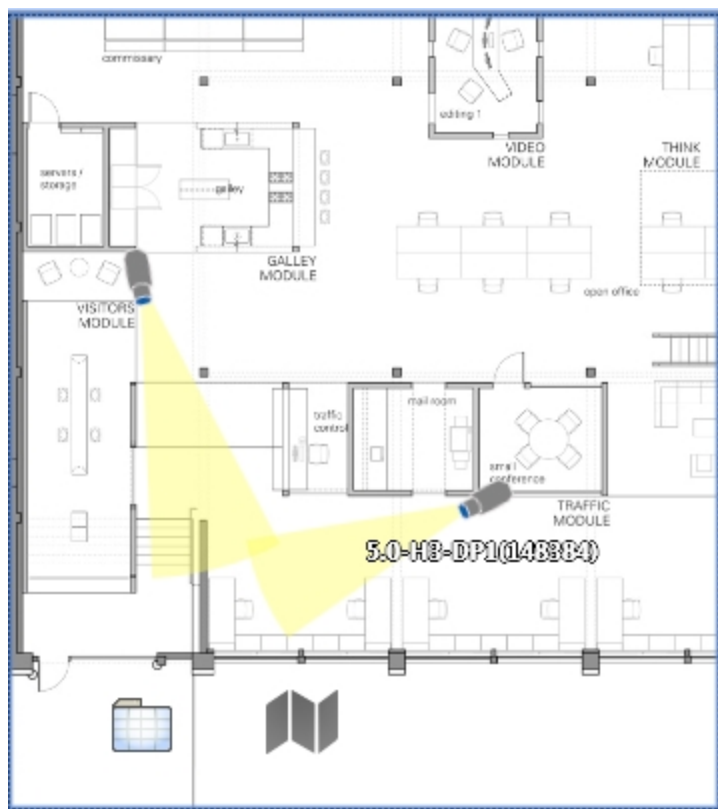 commissary
editing 1
VIDEO
MODULE
THINK
MODULE
servers /
storage
galley
GALLEY
MODULE
open office
VISITORS
MODULE
traffic
control
mail room
small
conference
TRAFFIC
MODULE
5.0-H3-DP1(148384)